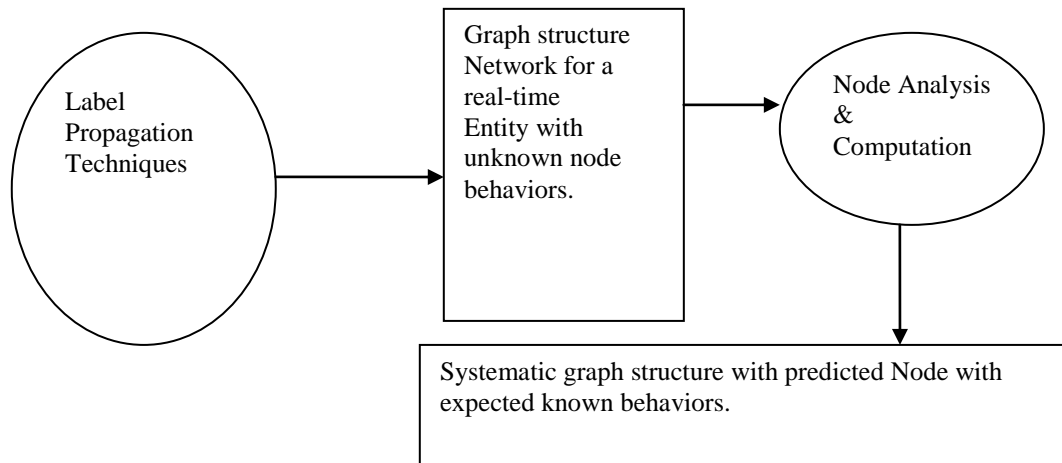 Label
Propagation
Techniques
Graph structure
Network for a
real-time
Entity with
unknown node
behaviors.
Node Analysis
&
Computation
Systematic graph structure with predicted Node with
expected known behaviors.